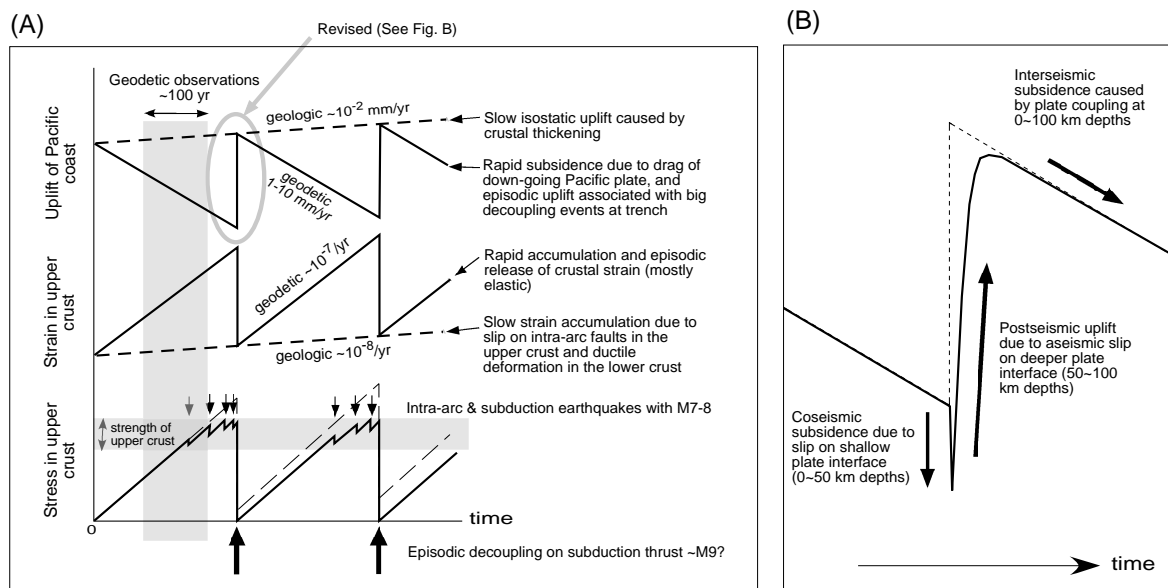 (A)
Revised (See Fig. B)
Geodetic observations
~100 yr
geologic ~10⁻² mm/yr
Slow isostatic uplift caused by
crustal thickening
Uplift of Pacific
coast
geodetic
1-10 mm/yr
Rapid subsidence due to drag of
down-going Pacific plate, and
episodic uplift associated with big
decoupling events at trench
Strain in upper
crust
geodetic ~10⁻⁷/yr
Rapid accumulation and episodic
release of crustal strain (mostly
elastic)
geologic ~10⁻⁸/yr
Slow strain accumulation due to
slip on intra-arc faults in the
upper crust and ductile
deformation in the lower crust
Stress in upper
crust
strength of
upper crust
Intra-arc & subduction earthquakes with M7-8
0
time
Episodic decoupling on subduction thrust ~M9?
(B)
Interseismic
subsidence caused
by plate coupling at
0~100 km depths
Postseismic uplift
due to aseismic slip
on deeper plate
interface (50~100
km depths)
Coseismic
subsidence due to
slip on shallow
plate interface
(0~50 km depths)
time